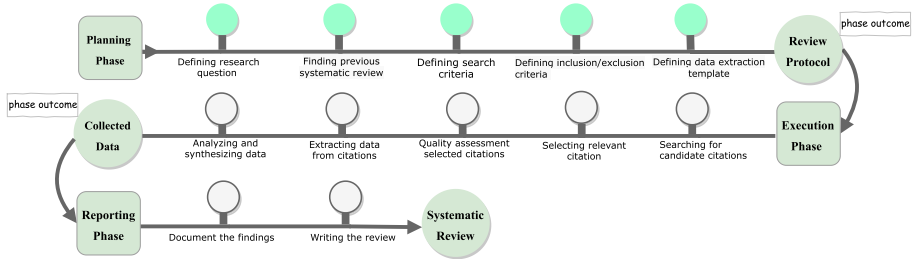 Planning
Phase
Defining research
question
Finding previous
systematic review
Defining search
criteria
Defining inclusion/exclusion
criteria
Defining data extraction
template
Review
Protocol
phase outcome
Execution
Phase
Searching for
candidate citations
Selecting relevant
citation
Quality assessment
selected citations
Extracting data
from citations
Analyzing and
synthesizing data
Collected
Data
phase outcome
Reporting
Phase
Document the findings
Writing the review
Systematic
Review